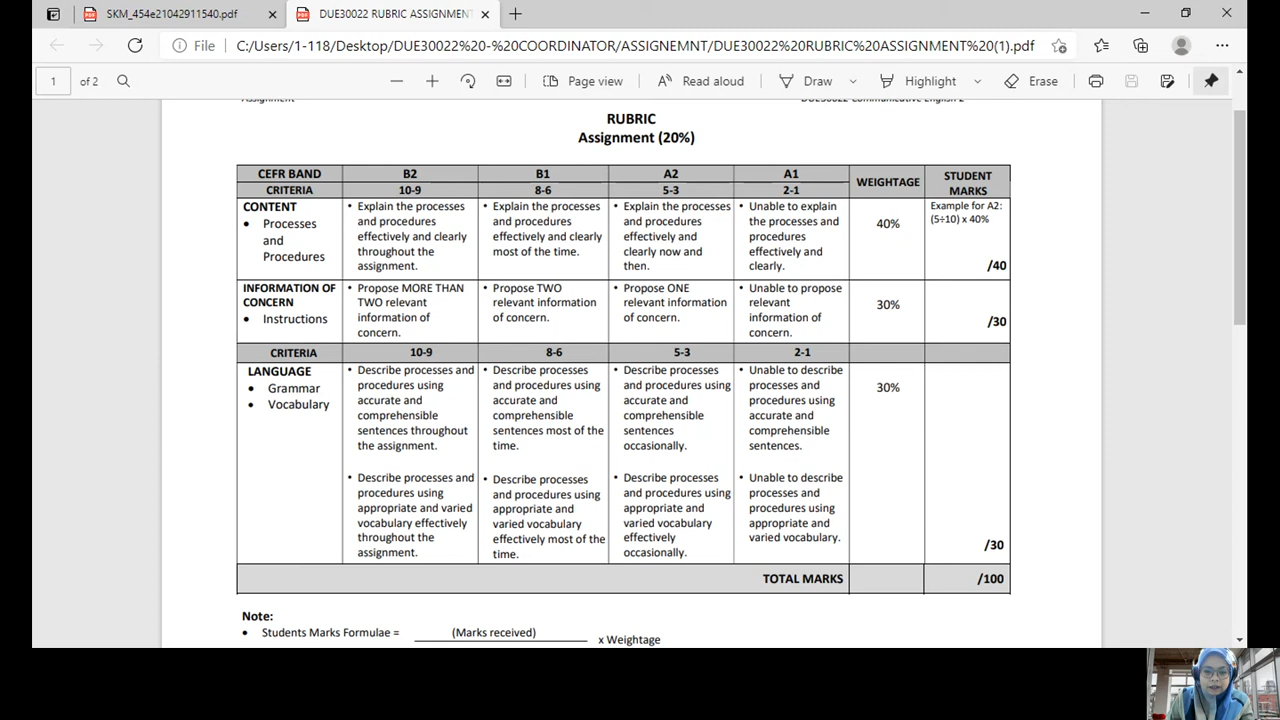 SKM_454e21042911540.pdf
DUE30022 RUBRIC ASSIGNMENT
File
C:/Users/1-118/Desktop/DUE30022%20-%20COORDINATOR/ASSIGNEMNT/DUE30022%20RUBRIC%20ASSIGNMENT%20(1).pdf
1 of 2
Page view
Read aloud
Draw
Highlight
Erase
Assignment
DUE30022 Communicative English 2
RUBRIC
Assignment (20%)
CEFR BAND B2 B1 A2 A1 WEIGHTAGE STUDENT MARKS
CRITERIA 10-9 8-6 5-3 2-1
CONTENT
• Processes
and
Procedures
• Explain the processes
and procedures
effectively and clearly
throughout the
assignment.
• Explain the processes
and procedures
effectively and clearly
most of the time.
• Explain the processes
and procedures
effectively and
clearly now and
then.
• Unable to explain
the processes and
procedures
effectively and
clearly.
40%
Example for A2:
(5÷10) x 40%
/40
INFORMATION OF
CONCERN
• Instructions
• Propose MORE THAN
TWO relevant
information of
concern.
• Propose TWO
relevant information
of concern.
• Propose ONE
relevant information
of concern.
• Unable to propose
relevant
information of
concern.
30%
/30
CRITERIA 10-9 8-6 5-3 2-1
LANGUAGE
• Grammar
• Vocabulary
• Describe processes and
procedures using
accurate and
comprehensible
sentences throughout
the assignment.
• Describe processes and
procedures using
appropriate and varied
vocabulary effectively
throughout the
assignment.
• Describe processes
and procedures using
accurate and
comprehensible
sentences most of the
time.
• Describe processes
and procedures using
appropriate and
varied vocabulary
effectively most of the
time.
• Describe processes
and procedures using
accurate and
comprehensible
sentences
occasionally.
• Describe processes
and procedures using
appropriate and
varied vocabulary
effectively
occasionally.
• Unable to describe
processes and
procedures using
accurate and
comprehensible
sentences.
• Unable to describe
processes and
procedures using
appropriate and
varied vocabulary.
30%
/30
TOTAL MARKS /100
Note:
• Students Marks Formulae = (Marks received) x Weightage